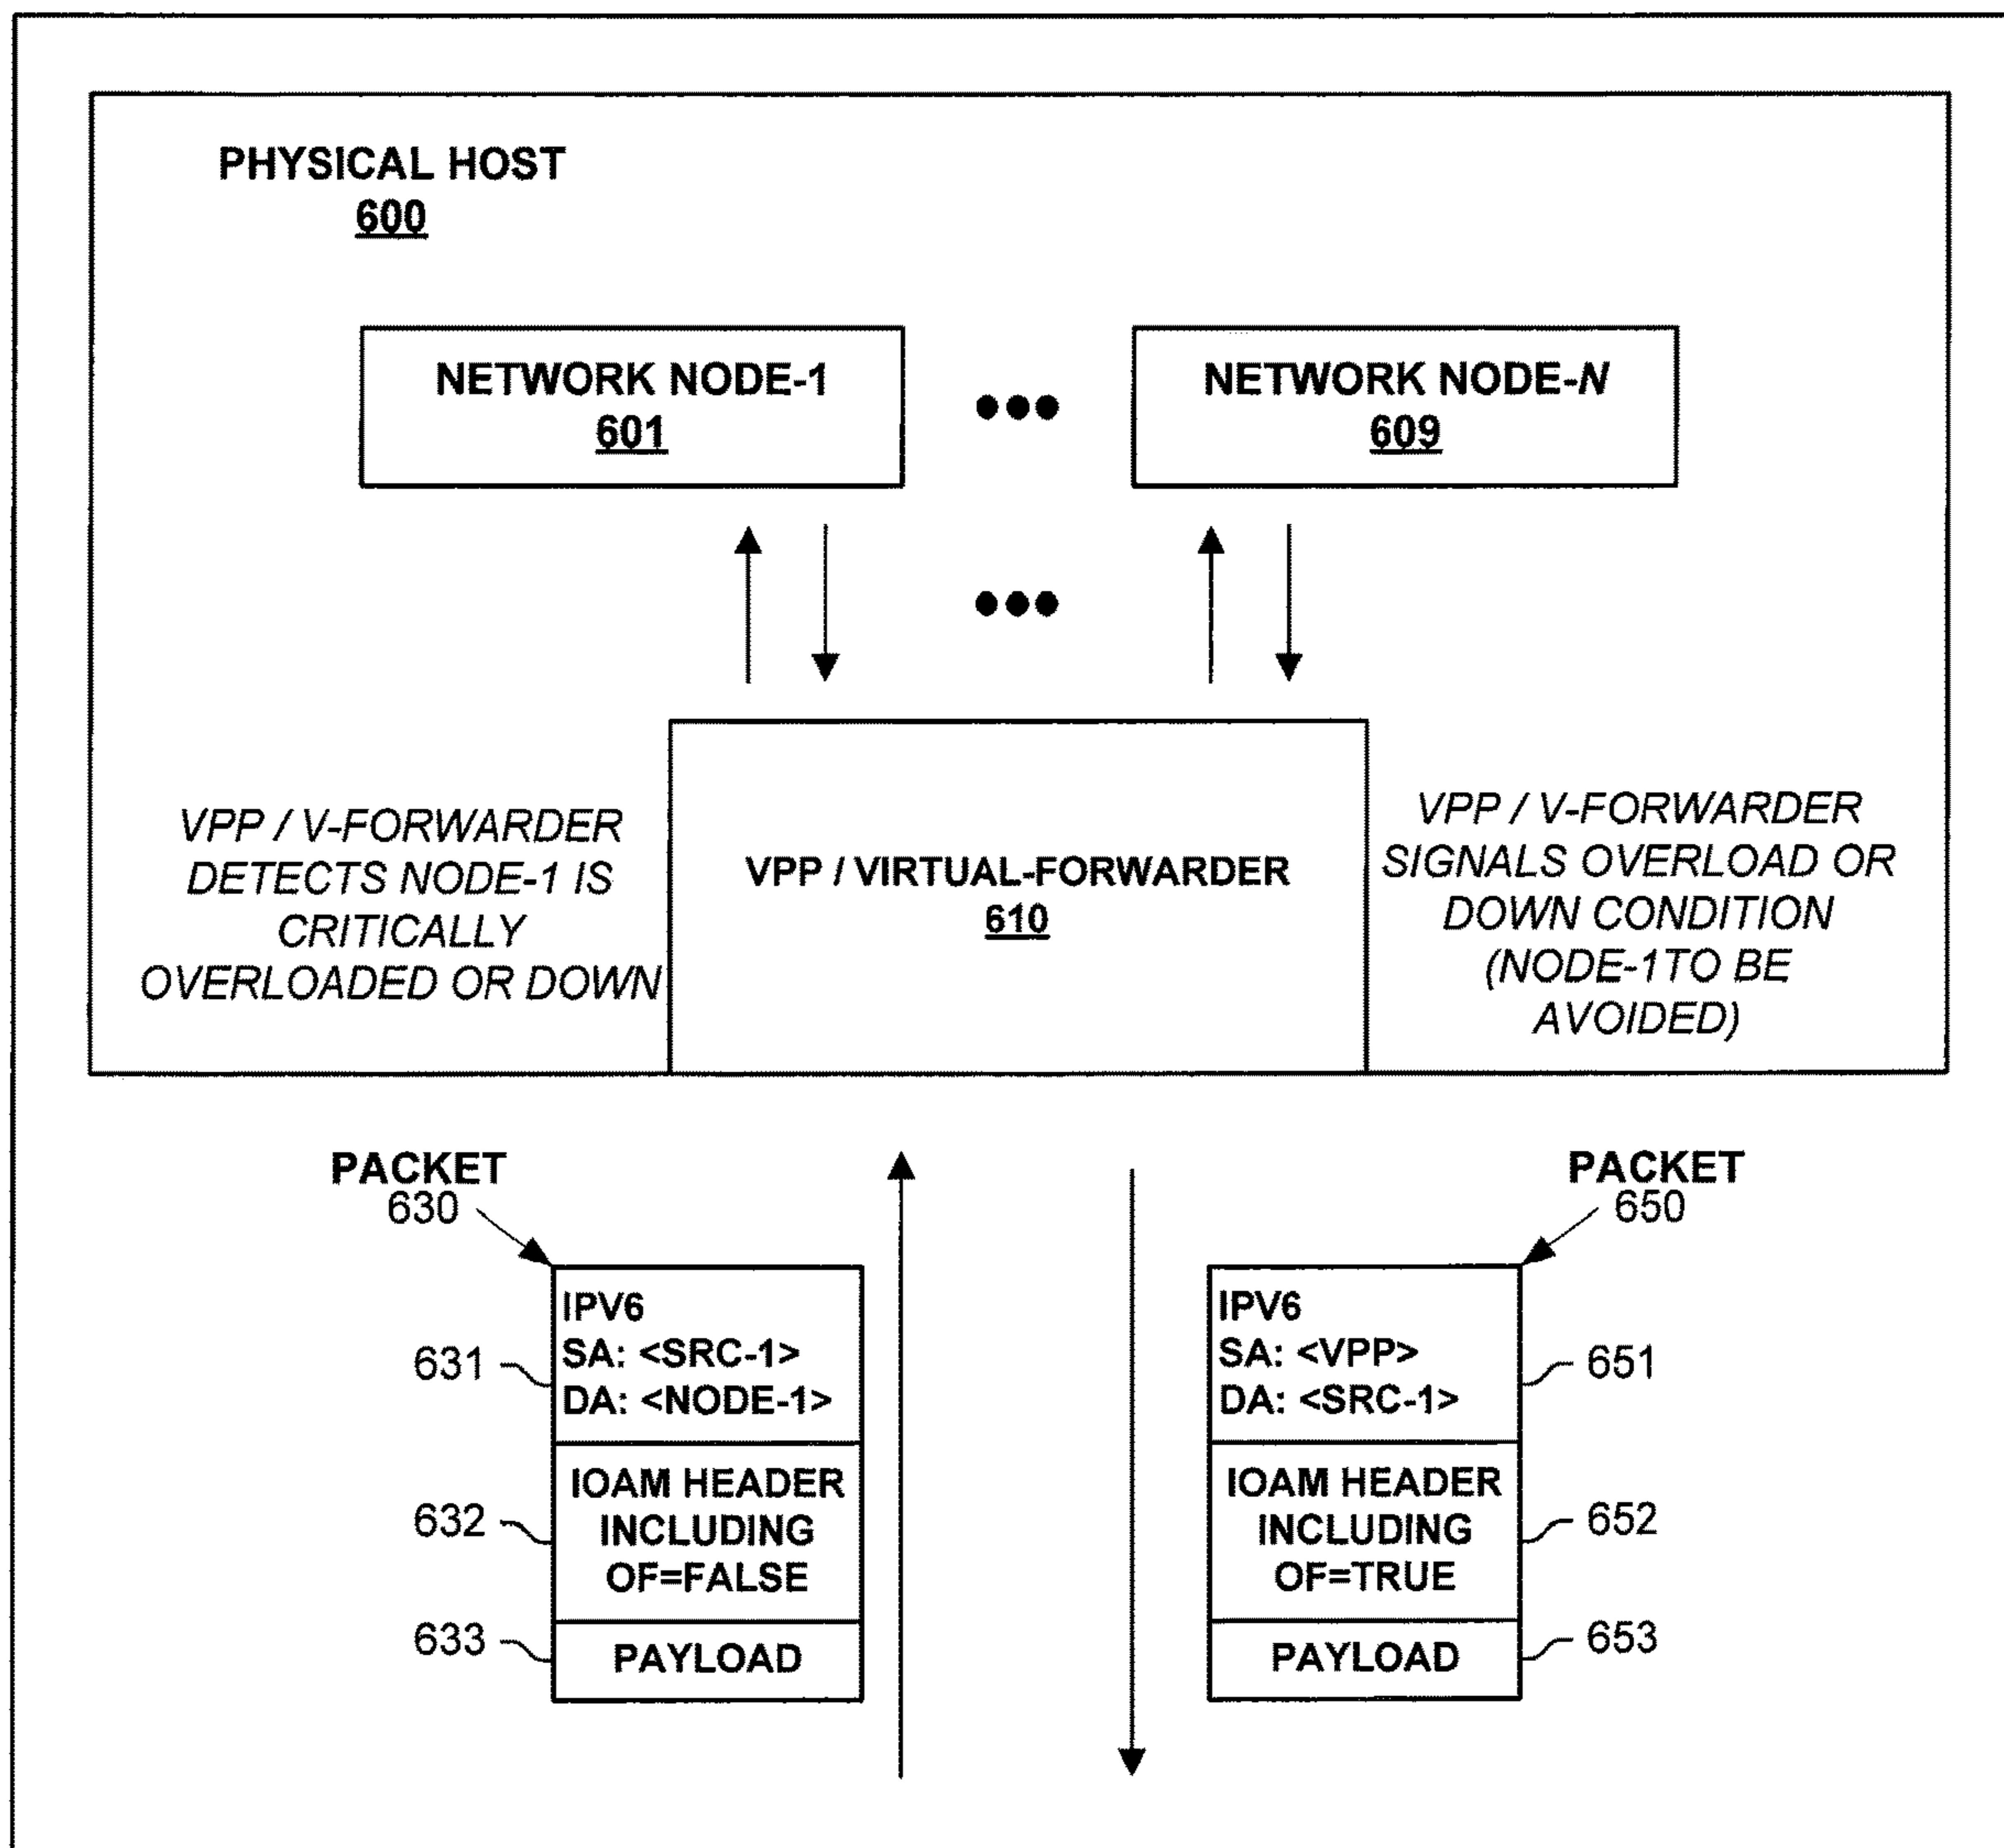 PHYSICAL HOST
600
NETWORK NODE-1
601
NETWORK NODE-N
609
VPP / V-FORWARDER
DETECTS NODE-1 IS
CRITICALLY
OVERLOADED OR DOWN
VPP / VIRTUAL-FORWARDER
610
VPP / V-FORWARDER
SIGNALS OVERLOAD OR
DOWN CONDITION
(NODE-1TO BE
AVOIDED)
PACKET
630
IPV6
SA: <SRC-1>
DA: <NODE-1>
631
IOAM HEADER
INCLUDING
OF=FALSE
632
PAYLOAD
633
PACKET
650
IPV6
SA: <VPP>
DA: <SRC-1>
651
IOAM HEADER
INCLUDING
OF=TRUE
652
PAYLOAD
653